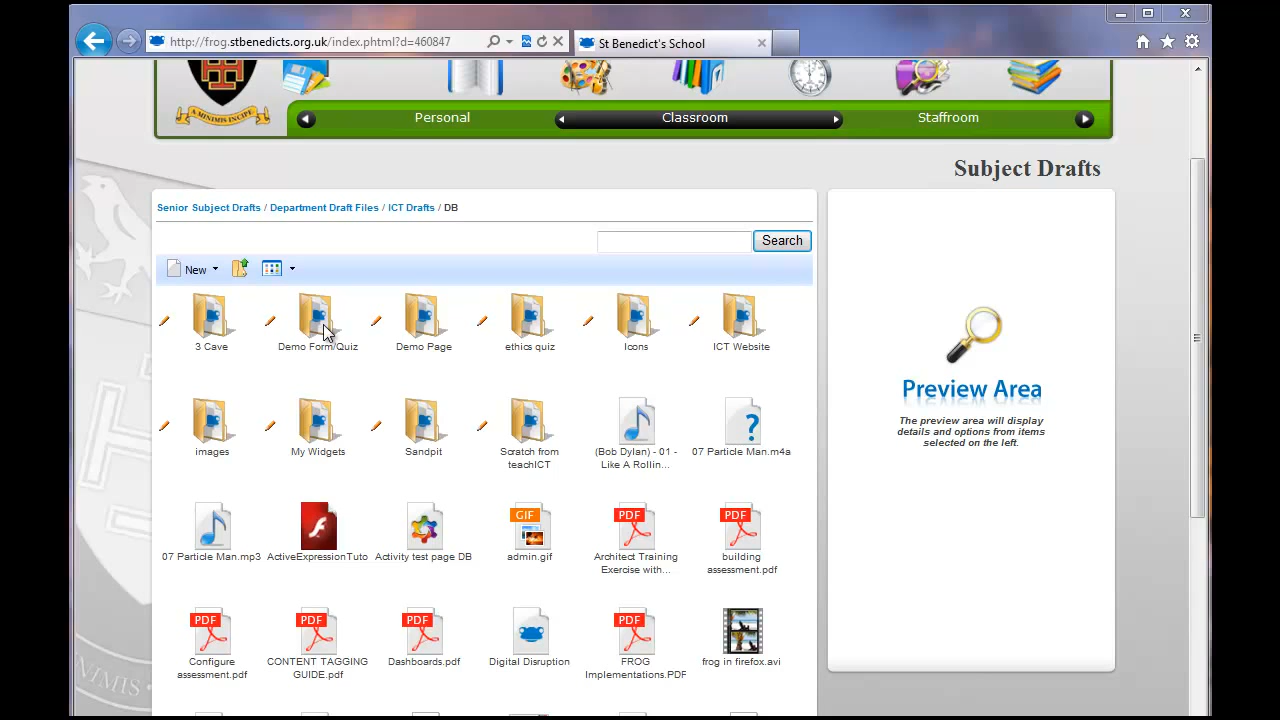 http://frog.stbenedicts.org.uk/index.phtml?d=460847
St Benedict's School
A MINIMIS INCIPE
Personal
Classroom
Staffroom
Subject Drafts
Senior Subject Drafts / Department Draft Files / ICT Drafts / DB
Search
New
3 Cave
Demo Form/Quiz
Demo Page
ethics quiz
Icons
ICT Website
images
My Widgets
Sandpit
Scratch from
teachICT
(Bob Dylan) - 01 -
Like A Rollin...
?
07 Particle Man.m4a
07 Particle Man.mp3
ActiveExpressionTuto
Activity test page DB
GIF
admin.gif
PDF
Architect Training
Exercise with...
PDF
building
assessment.pdf
PDF
Configure
assessment.pdf
PDF
CONTENT TAGGING
GUIDE.pdf
PDF
Dashboards.pdf
Digital Disruption
PDF
FROG
Implementations.PDF
frog in firefox.avi
Preview Area
The preview area will display
details and options from items
selected on the left.
NIMIS